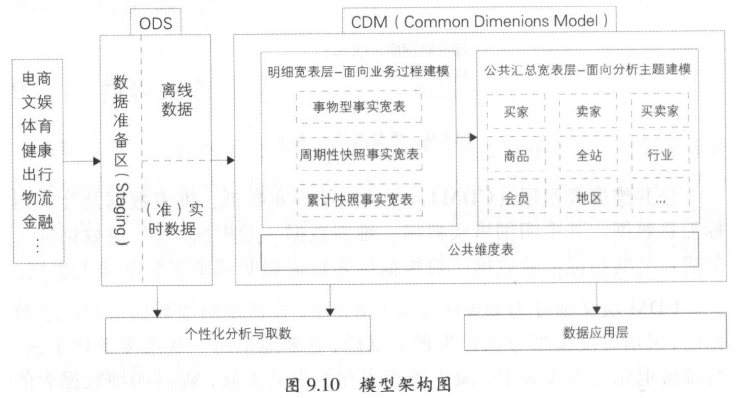 ODS
CDM ( Common Dimenions Model )
电商
文娱
体育
健康
出行
物流
金融
⋮
数据准备区(Staging)
离线
数据
(准)实
时数据
明细宽表层-面向业务过程建模
事物型事实宽表
周期性快照事实宽表
累计快照事实宽表
公共汇总宽表层-面向分析主题建模
买家 卖家 买卖家
商品 全站 行业
会员 地区 ...
公共维度表
个性化分析与取数
数据应用层
图 9.10 模型架构图